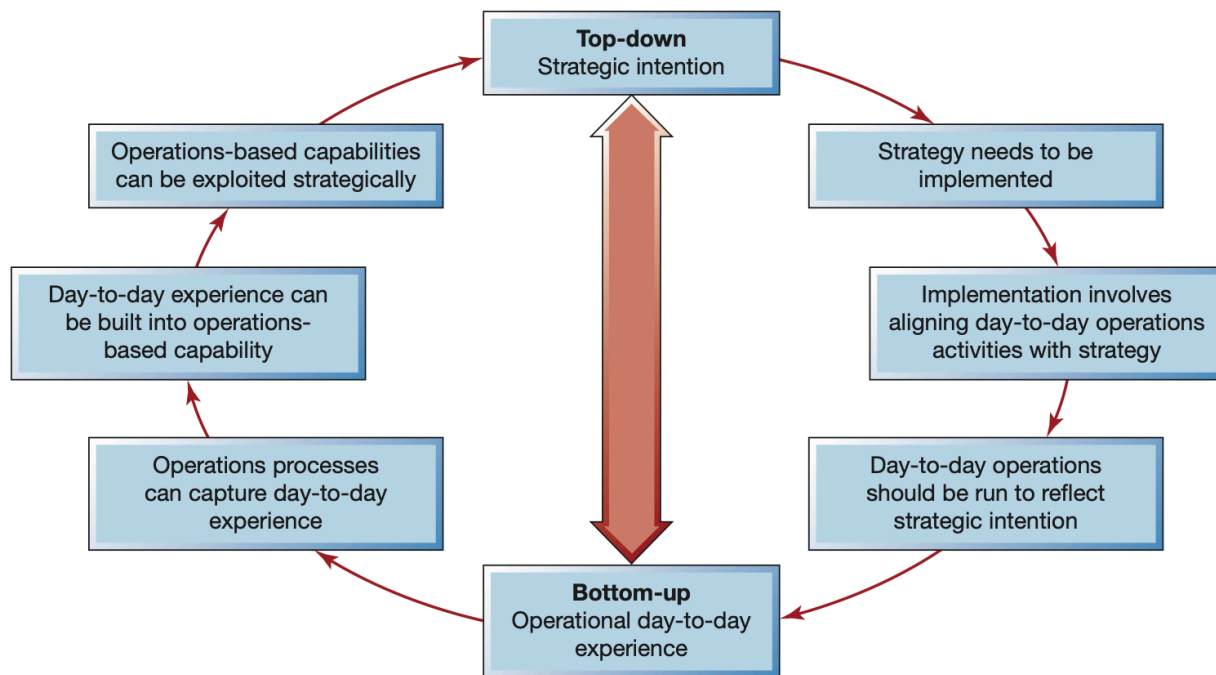 Top-down
Strategic intention
Strategy needs to be
implemented
Implementation involves
aligning day-to-day operations
activities with strategy
Day-to-day operations
should be run to reflect
strategic intention
Bottom-up
Operational day-to-day
experience
Operations processes
can capture day-to-day
experience
Day-to-day experience can
be built into operations-
based capability
Operations-based capabilities
can be exploited strategically